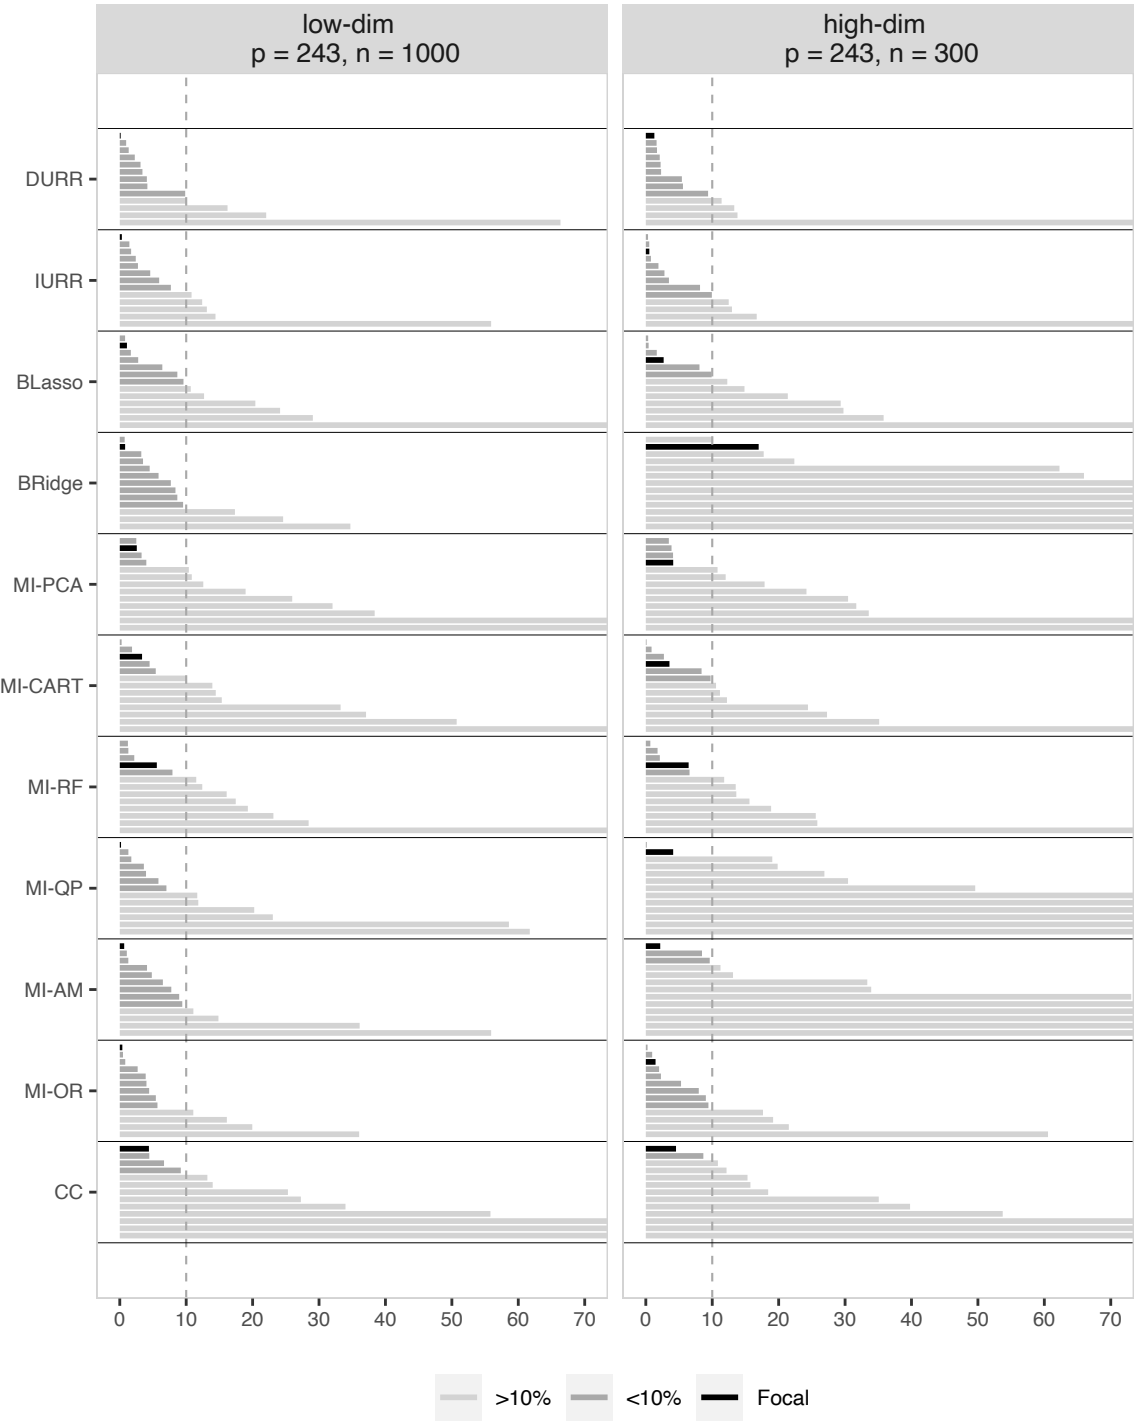 low-dim
p = 243, n = 1000
high-dim
p = 243, n = 300
DURR
IURR
BLasso
BRidge
MI-PCA
MI-CART
MI-RF
MI-QP
MI-AM
MI-OR
CC
0 10 20 30 40 50 60 70
0 10 20 30 40 50 60 70
>10% <10% Focal